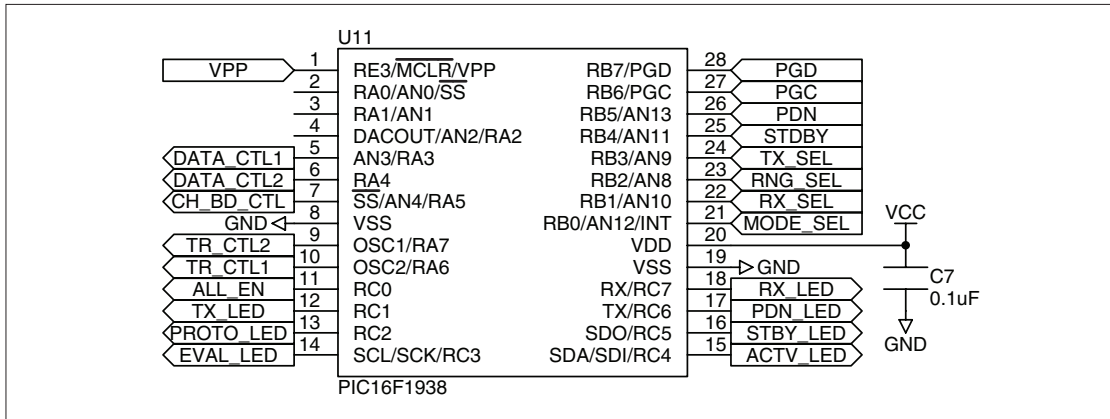 U11
VPP 1 RE3/MCLR/VPP RB7/PGD 28 PGD
2 RA0/AN0/SS RB6/PGC 27 PGC
3 RA1/AN1 RB5/AN13 26 PDN
4 DACOUT/AN2/RA2 RB4/AN11 25 STDBY
DATA_CTL1 5 AN3/RA3 RB3/AN9 24 TX_SEL
DATA_CTL2 6 RA4 RB2/AN8 23 RNG_SEL
CH_BD_CTL 7 SS/AN4/RA5 RB1/AN10 22 RX_SEL
GND 8 VSS RB0/AN12/INT 21 MODE_SEL
VCC
TR_CTL2 9 OSC1/RA7 VDD 20
TR_CTL1 10 OSC2/RA6 VSS 19 GND
C7
ALL_EN 11 RC0 RX/RC7 18 RX_LED
0.1uF
TX_LED 12 RC1 TX/RC6 17 PDN_LED
PROTO_LED 13 RC2 SDO/RC5 16 STBY_LED
GND
EVAL_LED 14 SCL/SCK/RC3 SDA/SDI/RC4 15 ACTV_LED
PIC16F1938